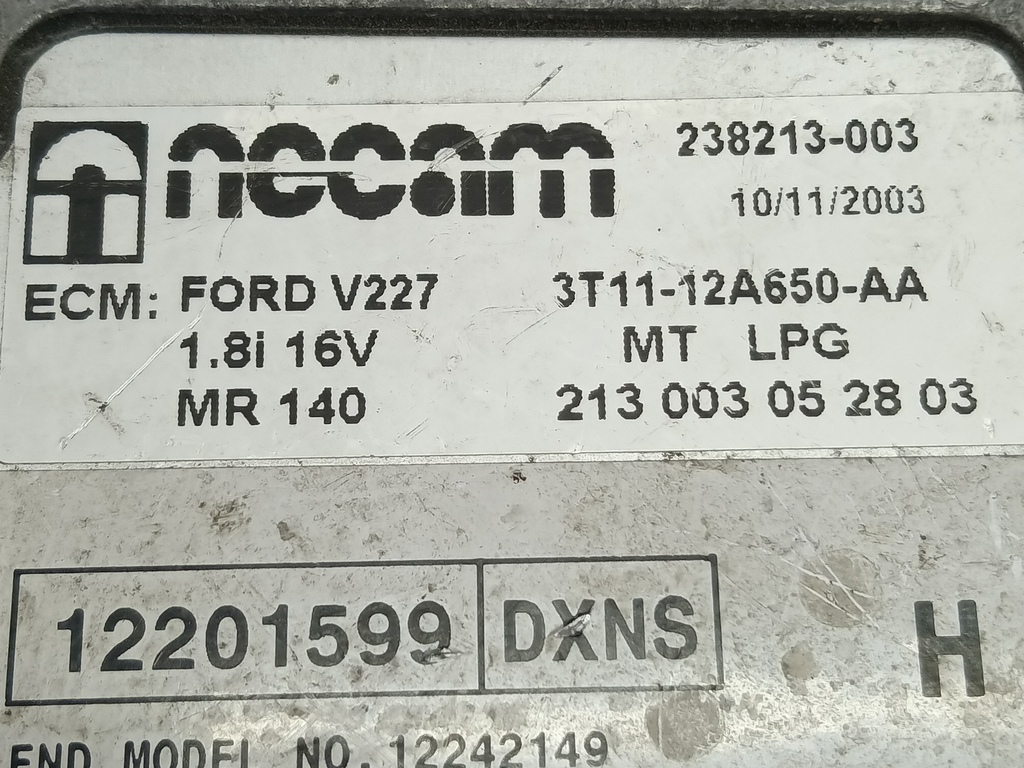 necam 238213-003
10/11/2003
ECM: FORD V227 3T11-12A650-AA
1.8i 16V MT LPG
MR 140 213 003 05 28 03
12201599 DXNS H
END MODEL NO. 12242149